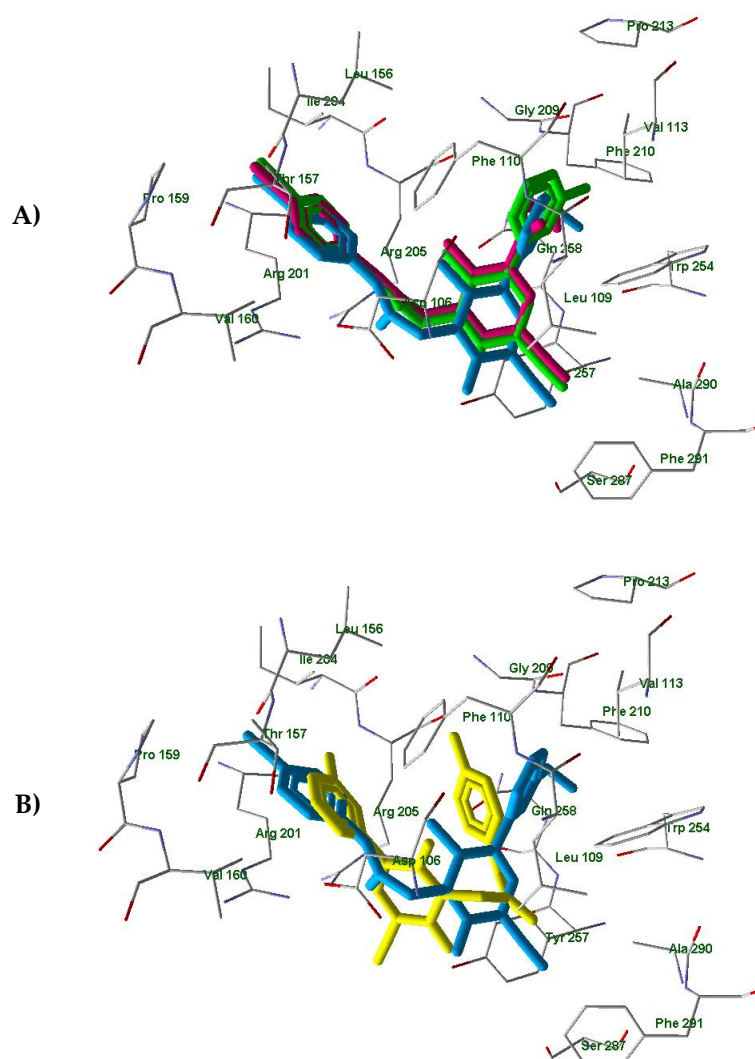 Pro 213
Leu 156
Ile 204
Gly 209
Val 113
Phe 110
Phe 210
A)
Thr 157
Pro 159
Arg 205
Gln 258
Trp 254
Arg 201
Asp 106
Leu 109
Val 160
257
Ala 290
Phe 291
Ser 287
Pro 213
Leu 156
Ile 204
Gly 209
Val 113
Phe 110
Phe 210
Thr 157
Pro 159
B)
Arg 205
Gln 258
Trp 254
Arg 201
Asp 106
Leu 109
Val 160
Tyr 257
Ala 290
Phe 291
Ser 287